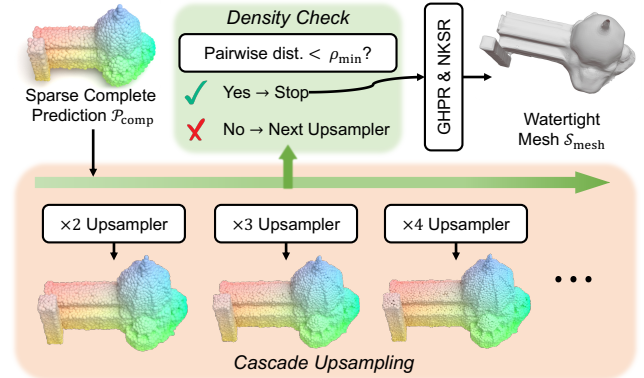 Density Check
Pairwise dist. < ρmin?
Yes → Stop
No → Next Upsampler
GHPR & NKSR
Sparse Complete
Prediction 𝒫comp
Watertight
Mesh 𝒮mesh
×2 Upsampler
×3 Upsampler
×4 Upsampler
• • •
Cascade Upsampling